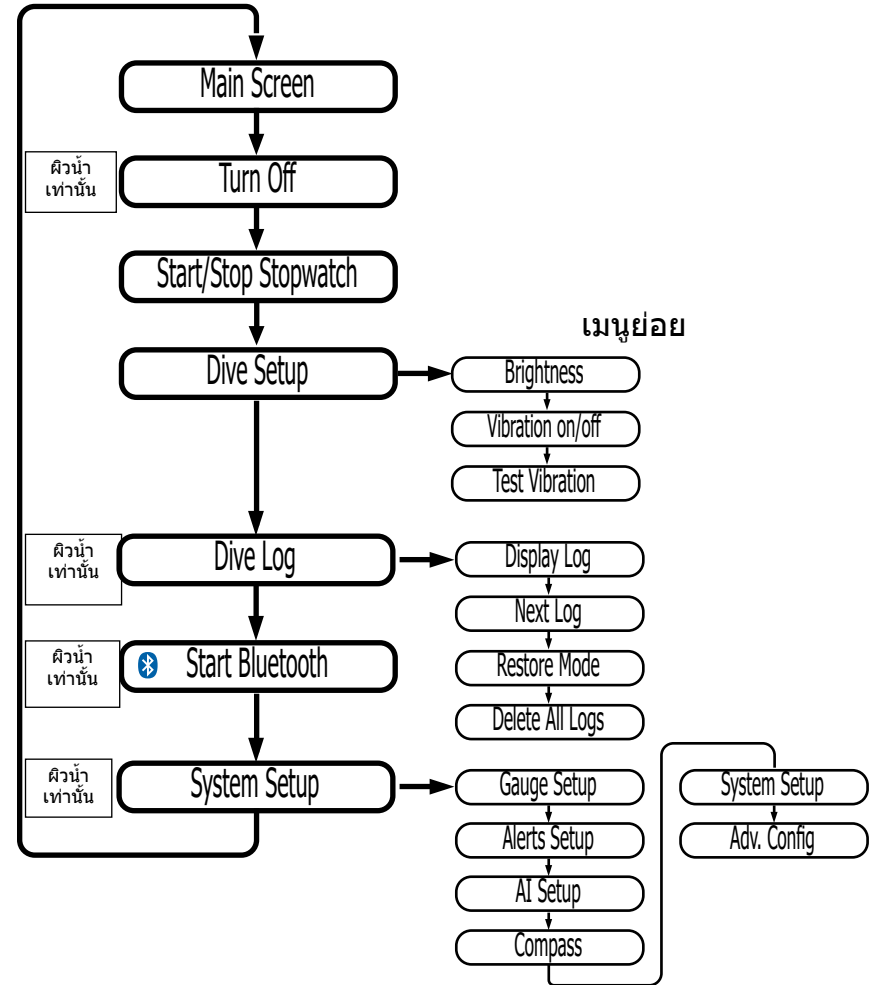 Main Screen
ผิวน้ำ
เท่านั้น
Turn Off
Start/Stop Stopwatch
เมนูย่อย
Dive Setup
Brightness
Vibration on/off
Test Vibration
ผิวน้ำ
เท่านั้น
Dive Log
Display Log
Next Log
ผิวน้ำ
เท่านั้น
Start Bluetooth
Restore Mode
Delete All Logs
ผิวน้ำ
เท่านั้น
System Setup
Gauge Setup
Alerts Setup
AI Setup
Compass
System Setup
Adv. Config